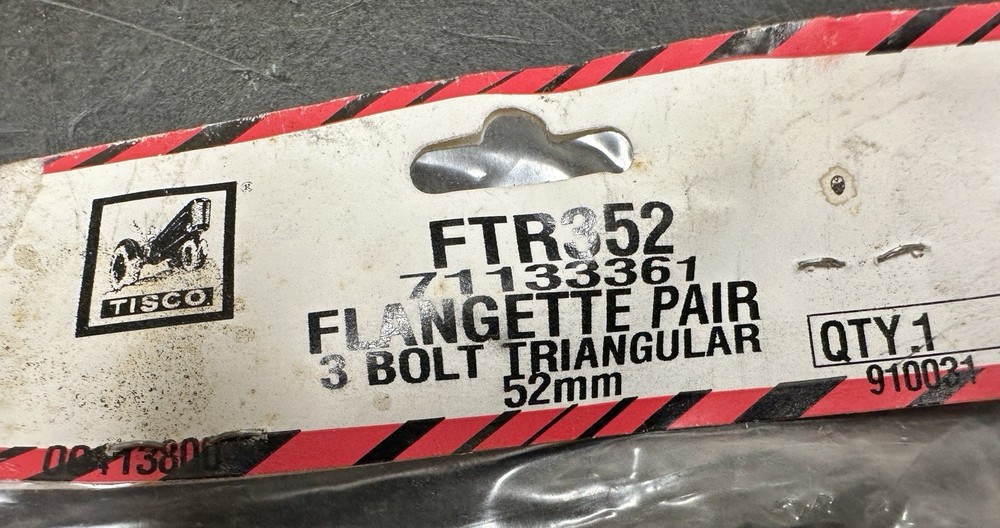 ®
TISCO
FTR352
71133361
FLANGETTE PAIR
3 BOLT TRIANGULAR
52mm
QTY.1
910031